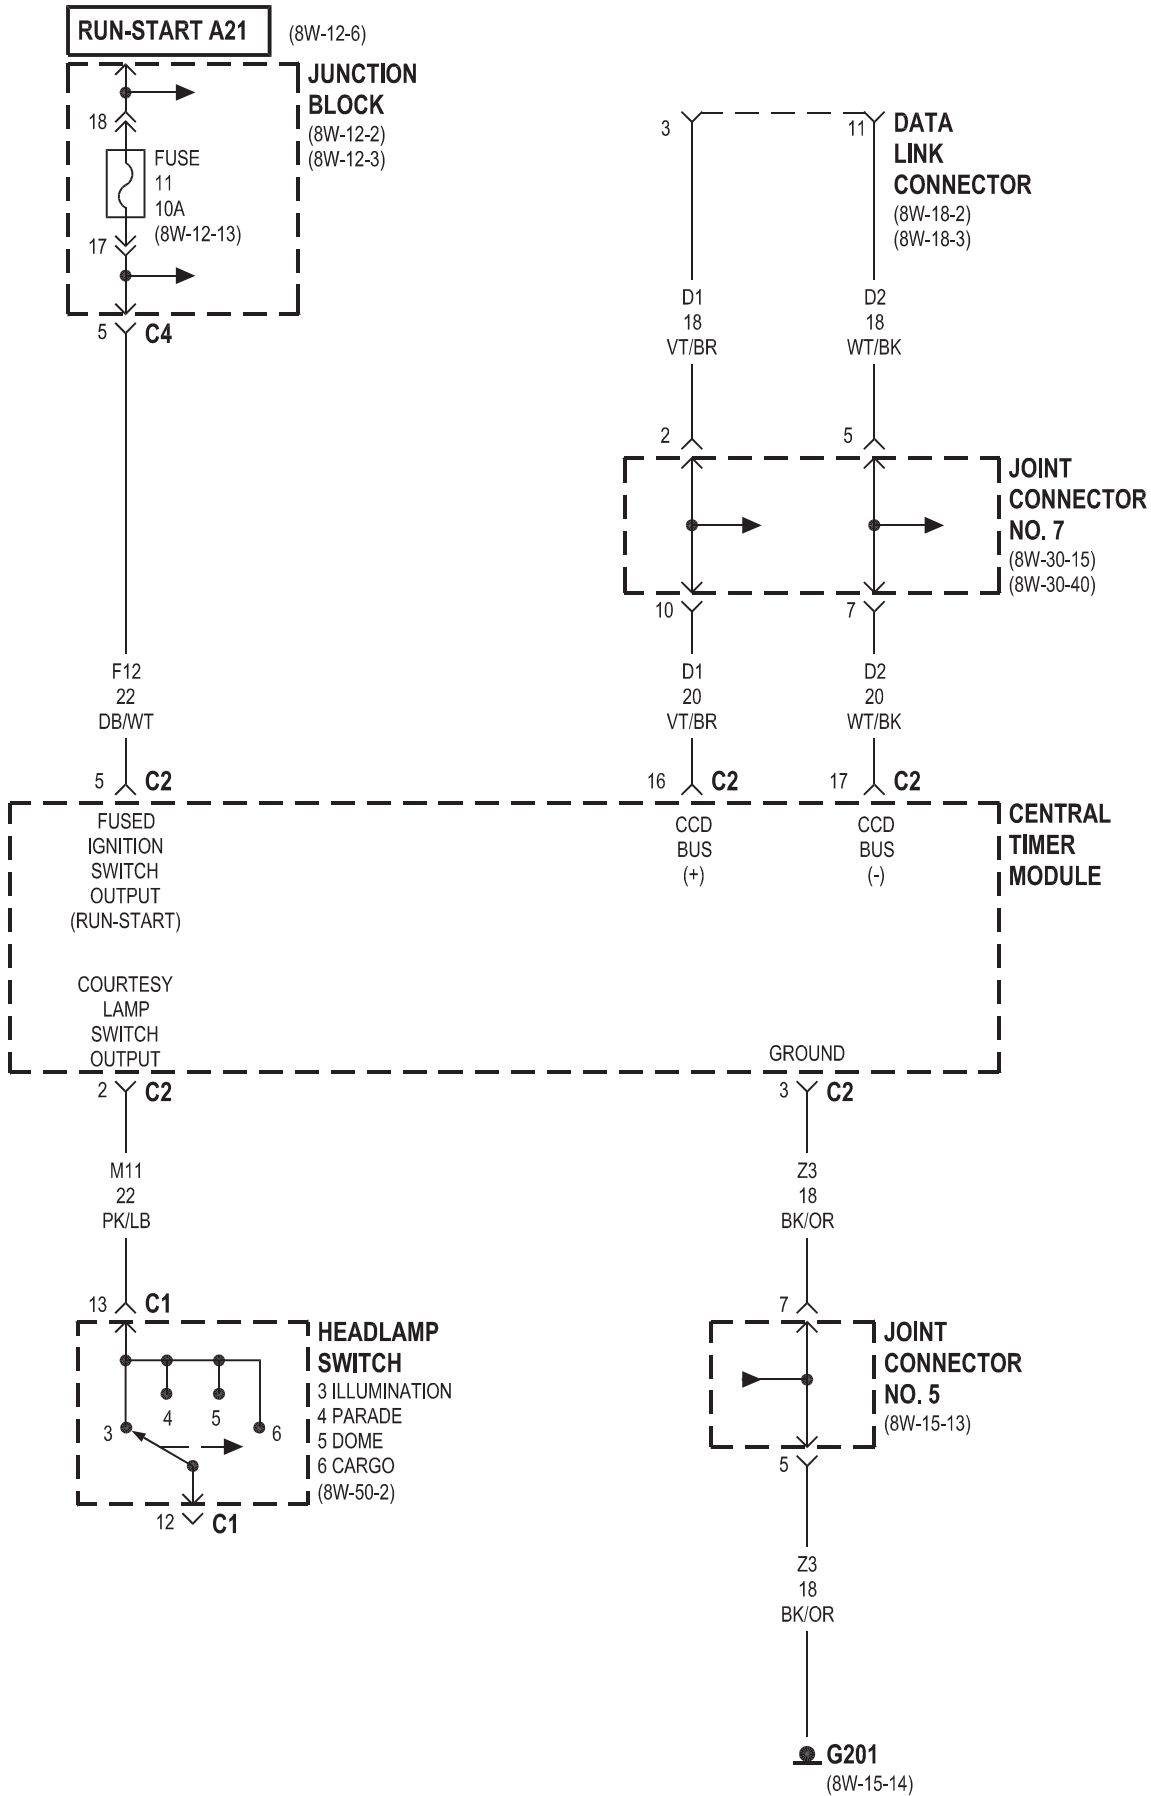 RUN-START A21
(8W-12-6)
JUNCTION
BLOCK
(8W-12-2)
(8W-12-3)
18
FUSE
11
10A
(8W-12-13)
17
5
C4
3
11
DATA
LINK
CONNECTOR
(8W-18-2)
(8W-18-3)
D1
18
VT/BR
D2
18
WT/BK
2
5
JOINT
CONNECTOR
NO. 7
(8W-30-15)
(8W-30-40)
10
7
F12
22
DB/WT
D1
20
VT/BR
D2
20
WT/BK
5
C2
16
C2
17
C2
CENTRAL
TIMER
MODULE
FUSED
IGNITION
SWITCH
OUTPUT
(RUN-START)
CCD
BUS
(+)
CCD
BUS
(-)
COURTESY
LAMP
SWITCH
OUTPUT
GROUND
2
C2
3
C2
M11
22
PK/LB
Z3
18
BK/OR
13
C1
HEADLAMP
SWITCH
3 ILLUMINATION
4 PARADE
5 DOME
6 CARGO
(8W-50-2)
3
4
5
6
12
C1
7
JOINT
CONNECTOR
NO. 5
(8W-15-13)
5
Z3
18
BK/OR
G201
(8W-15-14)